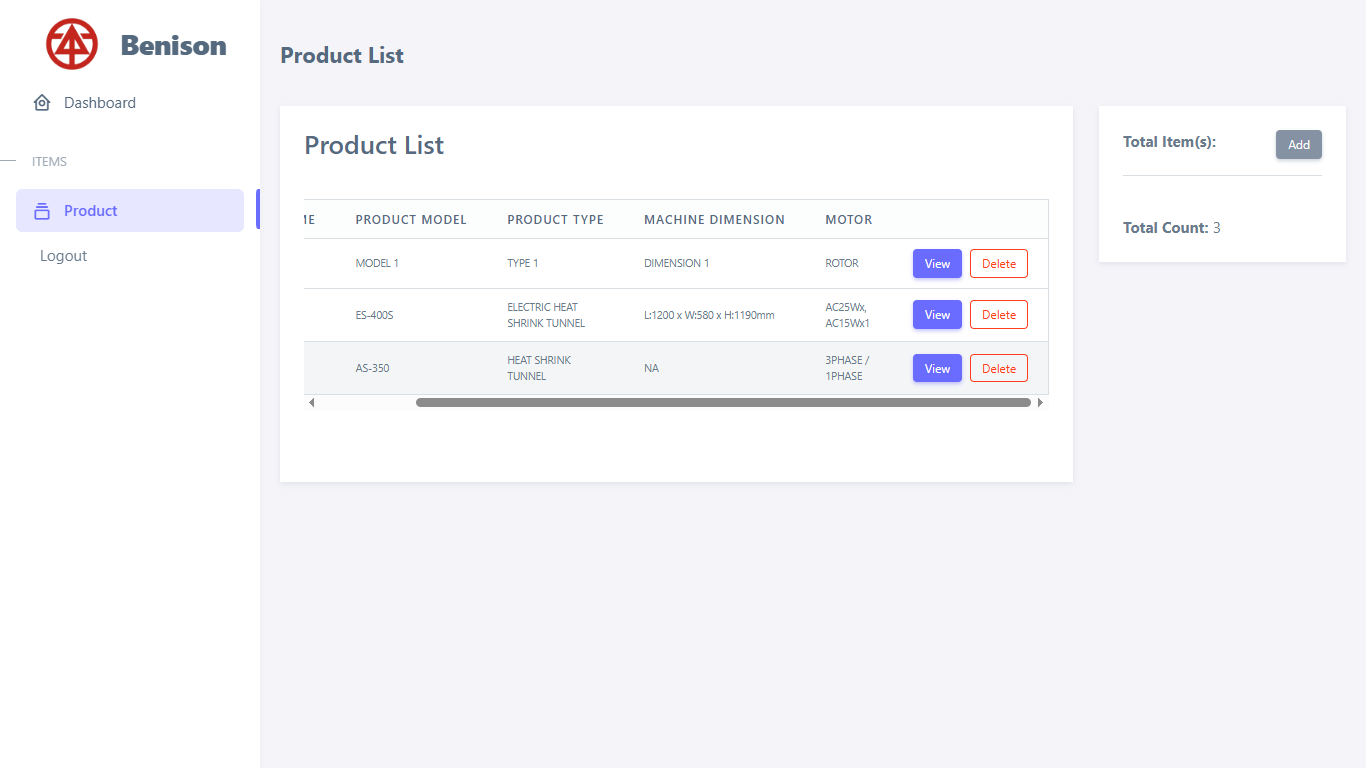 Benison
Dashboard
ITEMS
Product
Logout
Product List
Product List
ME PRODUCT MODEL PRODUCT TYPE MACHINE DIMENSION MOTOR
MODEL 1 TYPE 1 DIMENSION 1 ROTOR View Delete
ES-400S ELECTRIC HEAT SHRINK TUNNEL L:1200 x W:580 x H:1190mm AC25Wx, AC15Wx1 View Delete
AS-350 HEAT SHRINK TUNNEL NA 3PHASE / 1PHASE View Delete
Total Item(s): Add
Total Count: 3